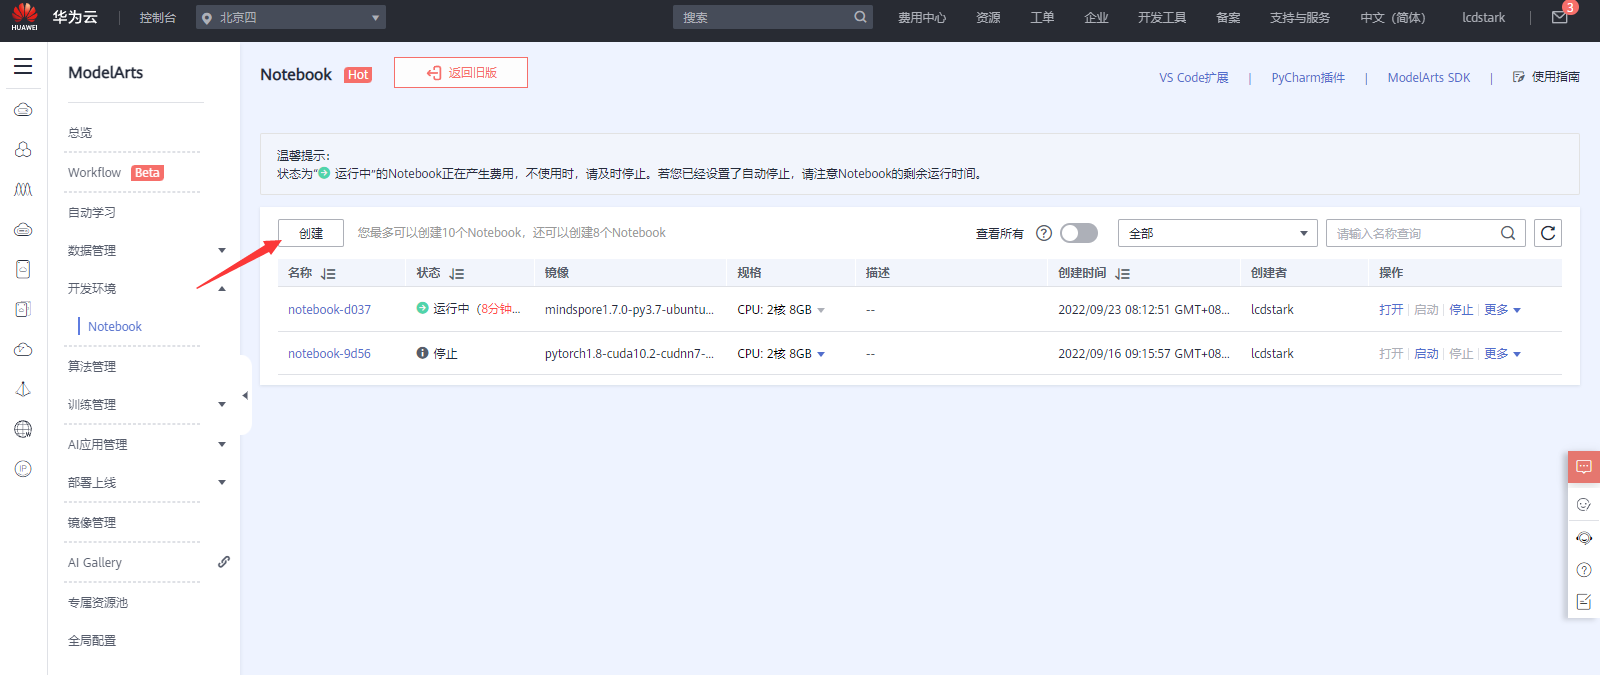 HUAWEI
华为云
控制台
北京四
搜索
费用中心
资源
工单
企业
开发工具
备案
支持与服务
中文（简体）
lcdstark
3
ModelArts
总览
Workflow Beta
自动学习
数据管理
开发环境
Notebook
算法管理
训练管理
AI应用管理
部署上线
镜像管理
AI Gallery
专属资源池
全局配置
Notebook Hot 返回旧版
VS Code扩展 | PyCharm插件 | ModelArts SDK | 使用指南
温馨提示：
状态为“ 运行中”的Notebook正在产生费用，不使用时，请及时停止。若您已经设置了自动停止，请注意Notebook的剩余运行时间。
创建 您最多可以创建10个Notebook，还可以创建8个Notebook 查看所有 ? 全部 请输入名称查询
名称 状态 镜像 规格 描述 创建时间 创建者 操作
notebook-d037 运行中（8分钟... mindspore1.7.0-py3.7-ubuntu... CPU: 2核 8GB -- 2022/09/23 08:12:51 GMT+08... lcdstark 打开 | 启动 | 停止 | 更多
notebook-9d56 停止 pytorch1.8-cuda10.2-cudnn7-... CPU: 2核 8GB -- 2022/09/16 09:15:57 GMT+08... lcdstark 打开 | 启动 | 停止 | 更多
IP